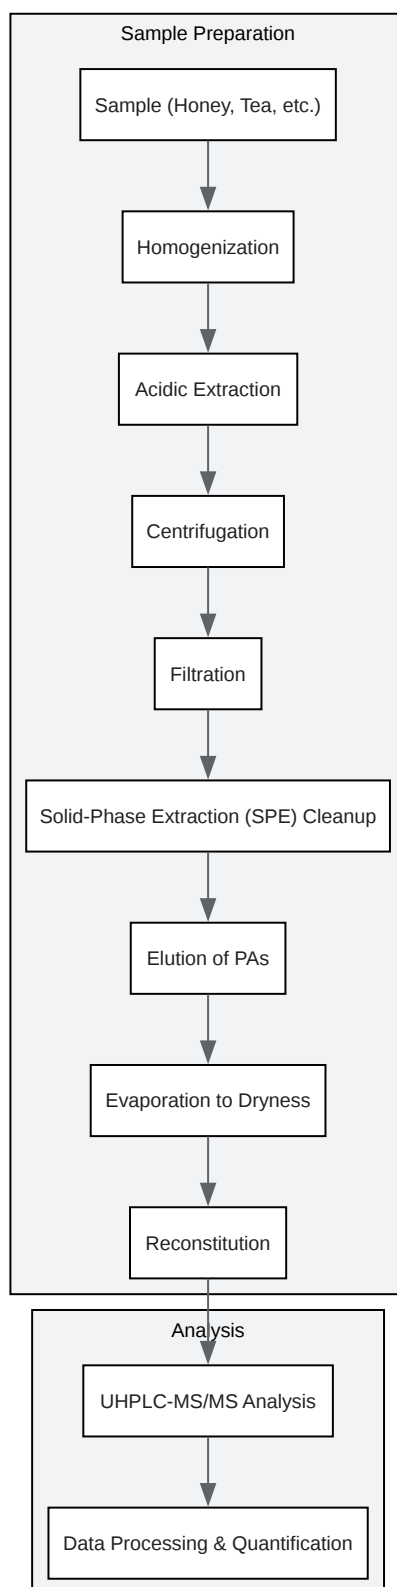 Sample Preparation
Sample (Honey, Tea, etc.)
Homogenization
Acidic Extraction
Centrifugation
Filtration
Solid-Phase Extraction (SPE) Cleanup
Elution of PAs
Evaporation to Dryness
Reconstitution
Analysis
UHPLC-MS/MS Analysis
Data Processing & Quantification